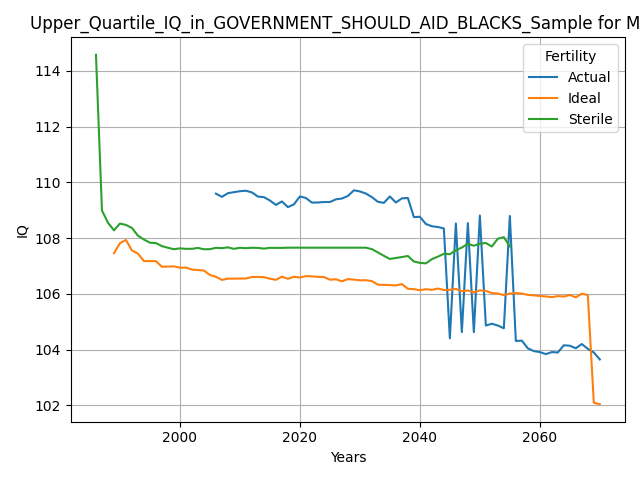 Upper_Quartile_IQ_in_GOVERNMENT_SHOULD_AID_BLACKS_Sample for M
Fertility
Actual
Ideal
Sterile
114
112
110
108
106
104
102
IQ
2000
2020
2040
2060
Years